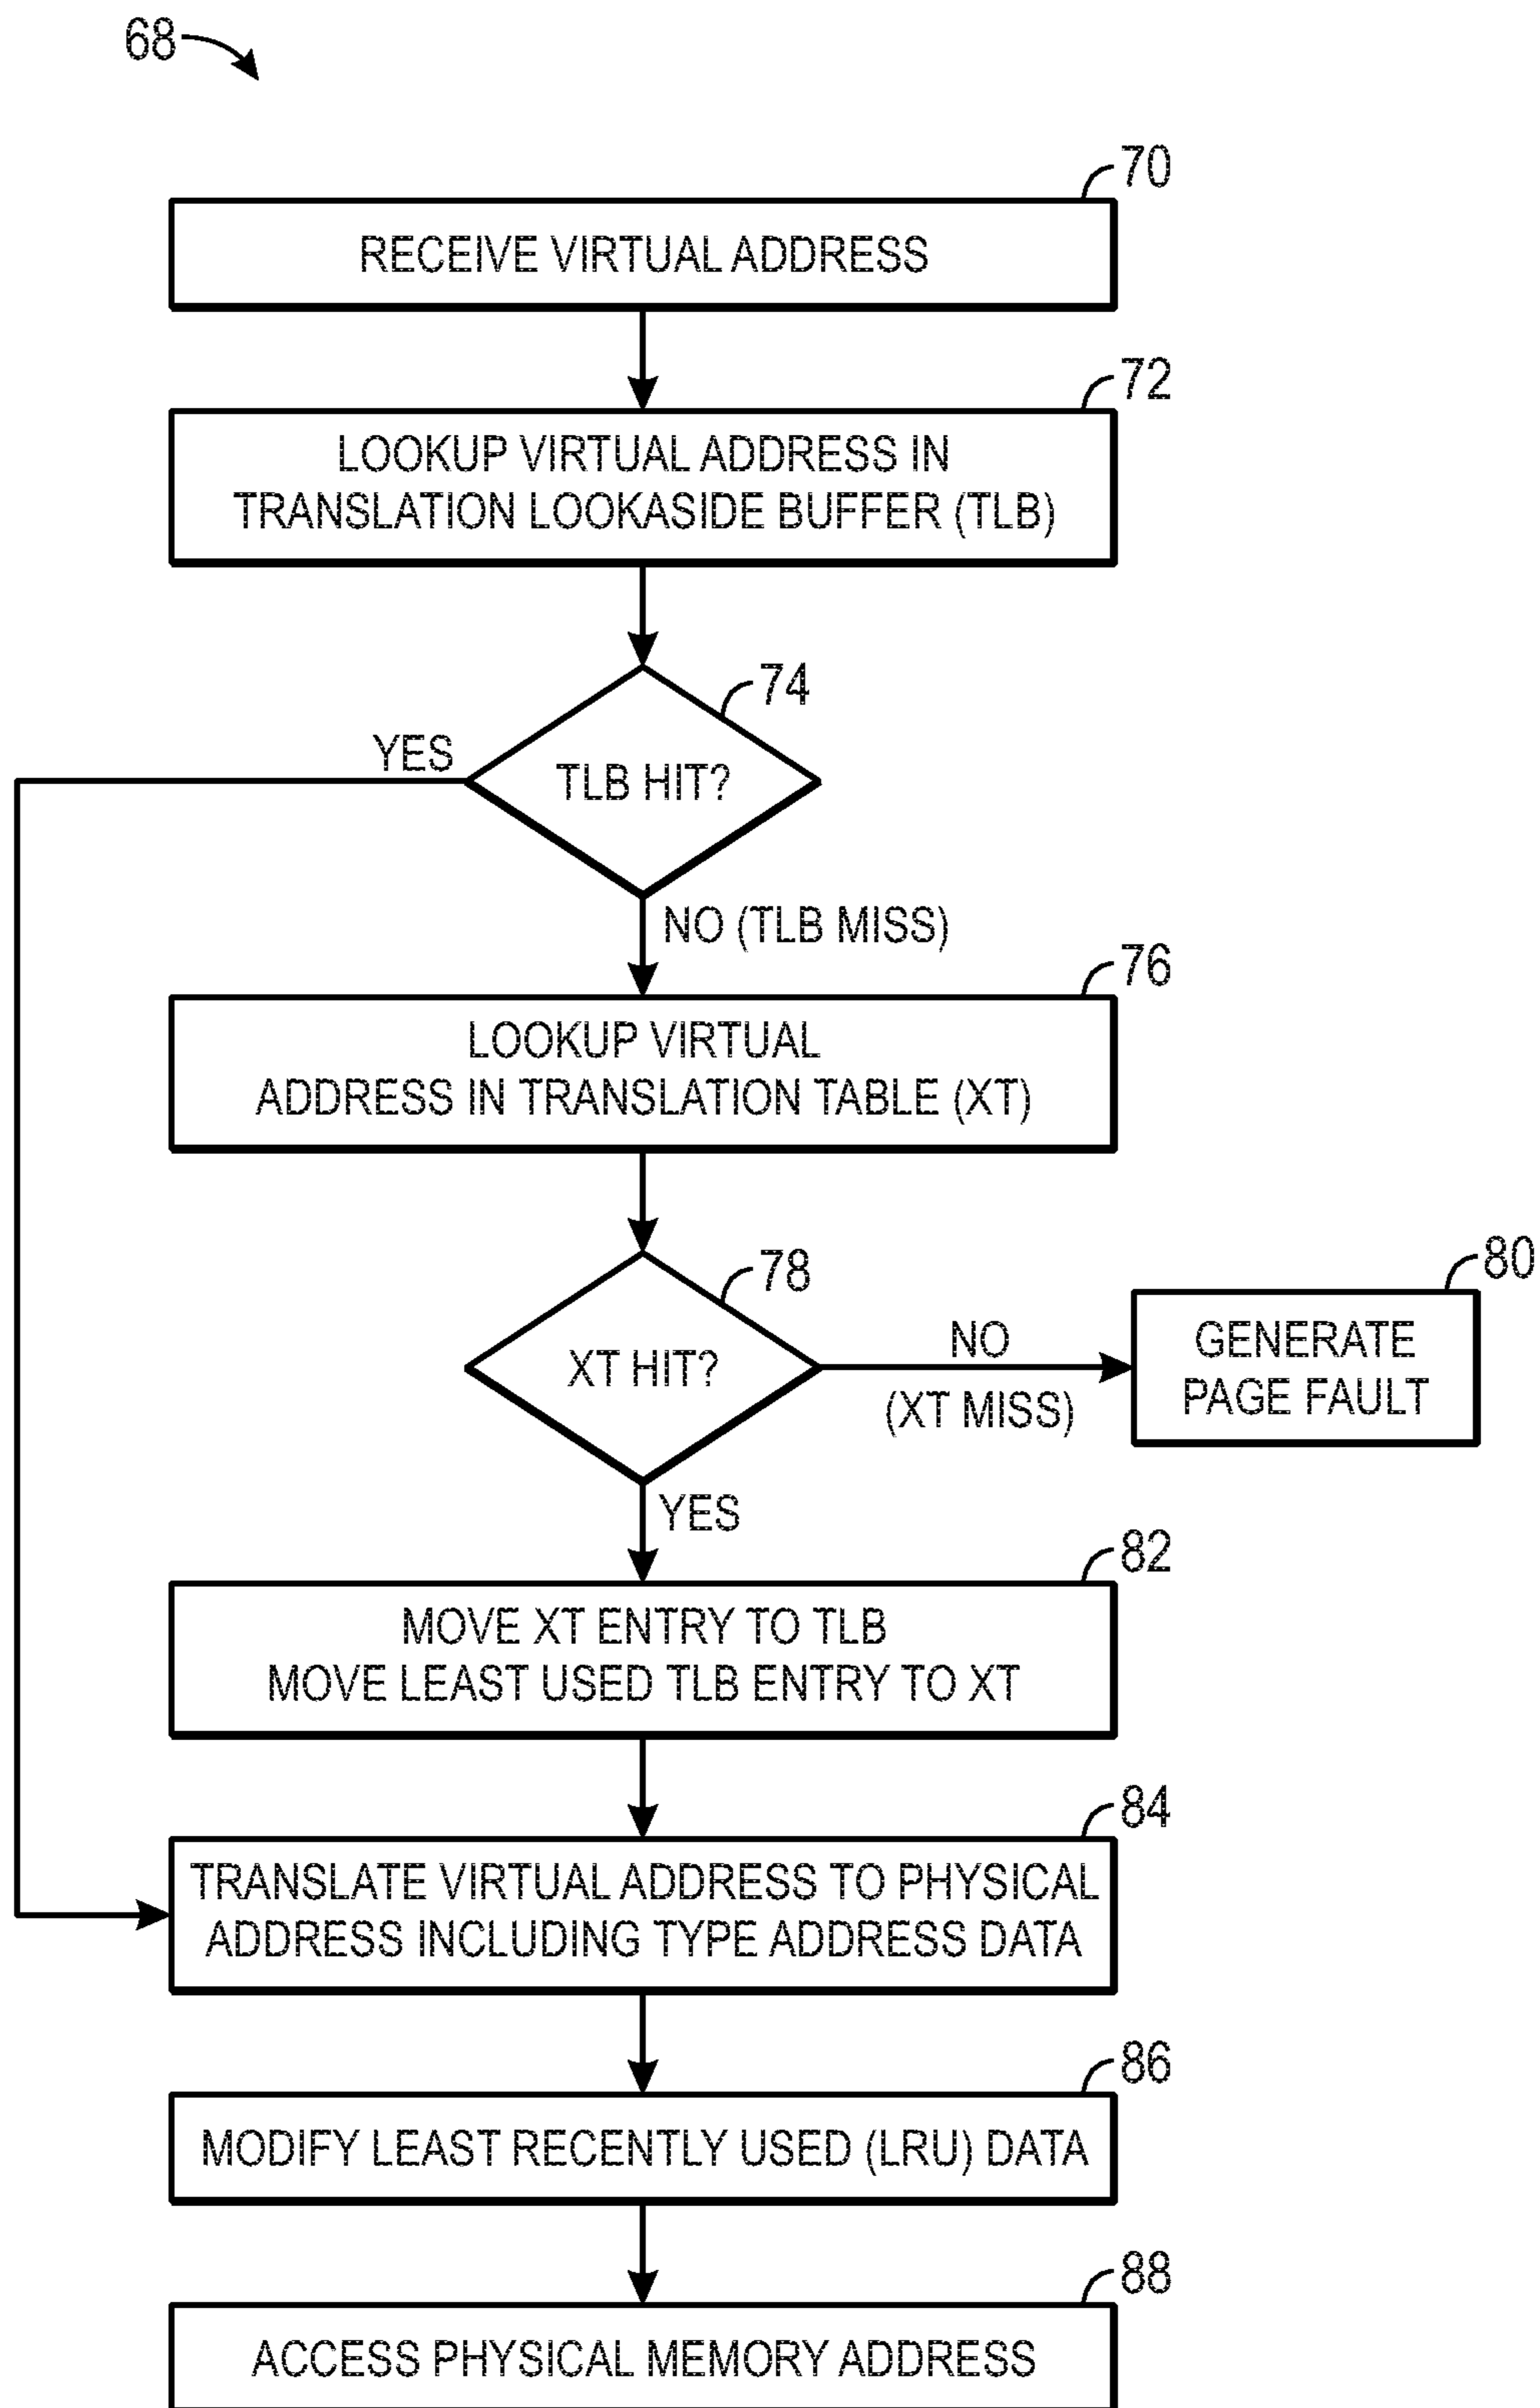 68
70
RECEIVE VIRTUAL ADDRESS
72
LOOKUP VIRTUAL ADDRESS IN
TRANSLATION LOOKASIDE BUFFER (TLB)
74
YES
TLB HIT?
NO (TLB MISS)
76
LOOKUP VIRTUAL
ADDRESS IN TRANSLATION TABLE (XT)
78
XT HIT?
NO
(XT MISS)
80
GENERATE
PAGE FAULT
YES
82
MOVE XT ENTRY TO TLB
MOVE LEAST USED TLB ENTRY TO XT
84
TRANSLATE VIRTUAL ADDRESS TO PHYSICAL
ADDRESS INCLUDING TYPE ADDRESS DATA
86
MODIFY LEAST RECENTLY USED (LRU) DATA
88
ACCESS PHYSICAL MEMORY ADDRESS